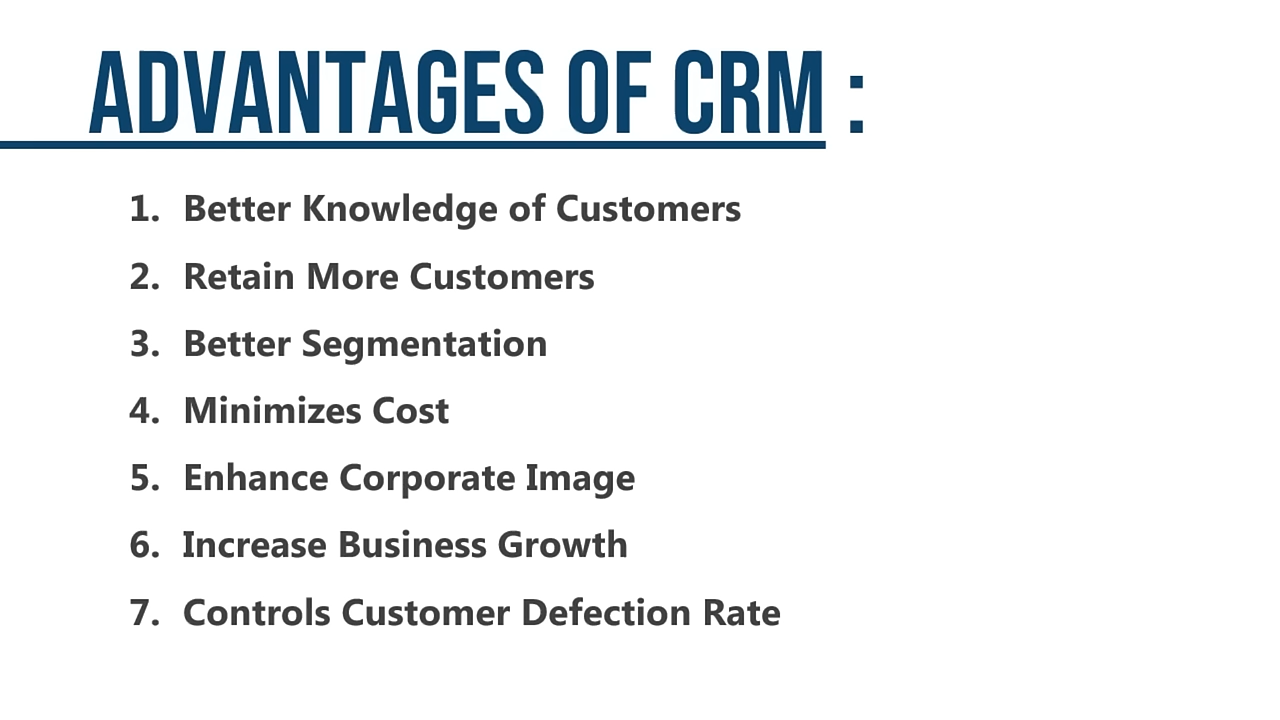 ADVANTAGES OF CRM :
1. Better Knowledge of Customers
2. Retain More Customers
3. Better Segmentation
4. Minimizes Cost
5. Enhance Corporate Image
6. Increase Business Growth
7. Controls Customer Defection Rate